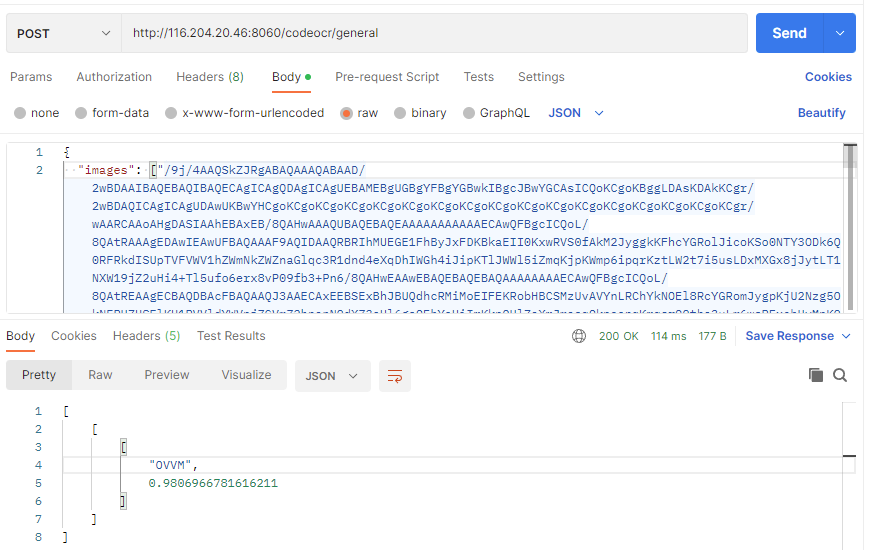 POST http://116.204.20.46:8060/codeocr/general Send
Params Authorization Headers (8) Body Pre-request Script Tests Settings Cookies
none form-data x-www-form-urlencoded raw binary GraphQL JSON Beautify
1 {
2 "images": ["/9j/4AAQSkZJRgABAQAAAQABAAD/
2wBDAAIBAQEBAQIBAQECAgICAgQDAgICAgUEBAMEBgUGBgYFBgYGBwkIBgcJBwYGCAsICQoKCgoKBggLDAsKDAkKCgr/
2wBDAQICAgICAgUDAwUKBwYHCgoKCgoKCgoKCgoKCgoKCgoKCgoKCgoKCgoKCgoKCgoKCgoKCgoKCgoKCgoKCgoKCgr/
wAARCAAoAHgDASIAAhEBAxEB/8QAHwAAAQUBAQEBAQEAAAAAAAAAAAECAwQFBgcICQoL/
8QAtRAAAgEDAwIEAwUFBAQAAAF9AQIDAAQRBRIhMUEGE1FhByJxFDKBkaEII0KxwRVS0fAkM2JyggkKFhcYGRolJicoKSo0NTY3ODk6Q
0RFRkdISUpTVFVWV1hZWmNkZWZnaGlqc3R1dnd4eXqDhIWGh4iJipKTlJWWl5iZmqKjpKWmp6ipqrKztLW2t7i5usLDxMXGx8jJytLT1
NXW19jZ2uHi4+Tl5ufo6erx8vP09fb3+Pn6/8QAHwEAAwEBAQEBAQEBAQAAAAAAAAECAwQFBgcICQoL/
8QAtREAAgECBAQDBAcFBAQAAQJ3AAECAxEEBSExBhJBUQdhcRMiMoEIFEKRobHBCSMzUvAVYnLRChYkNOEl8RcYGRomJygpKjU2Nzg5O
Body Cookies Headers (5) Test Results 200 OK 114 ms 177 B Save Response
Pretty Raw Preview Visualize JSON
1 [
2 [
3 [
4 "OVVM",
5 0.9806966781616211
6 ]
7 ]
8 ]